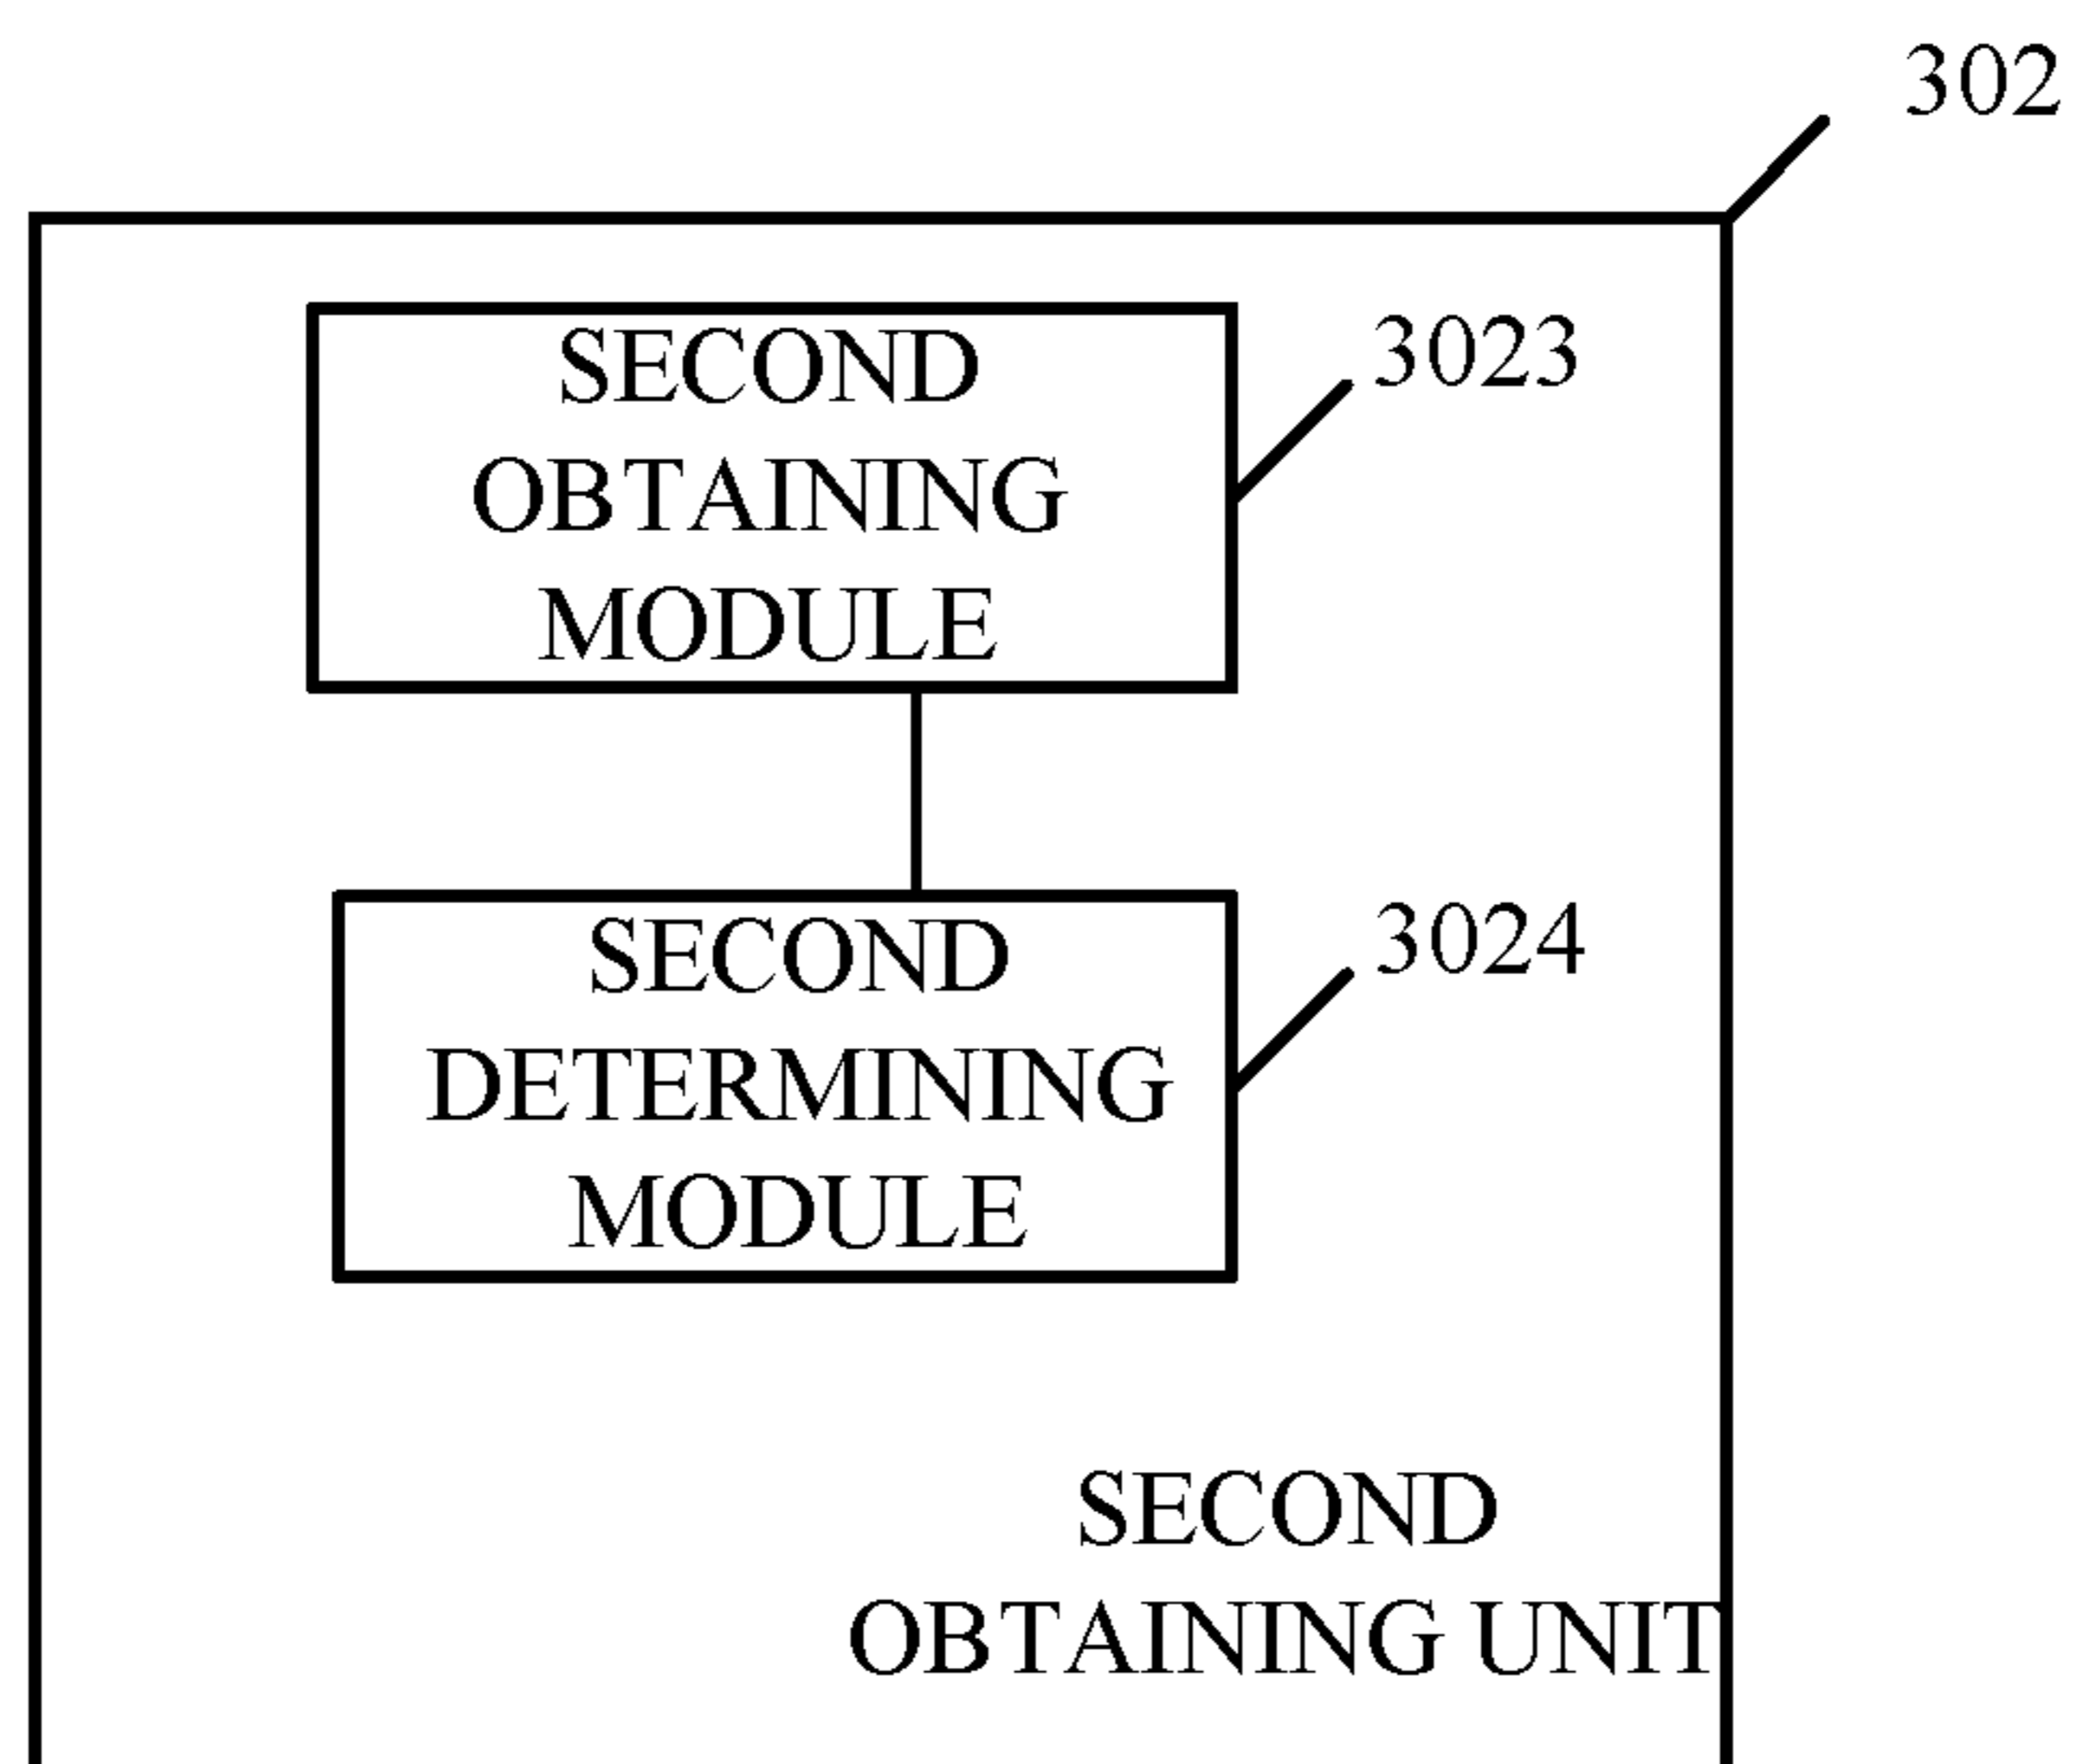 302
SECOND
OBTAINING
MODULE
3023
SECOND
DETERMINING
MODULE
3024
SECOND
OBTAINING UNIT